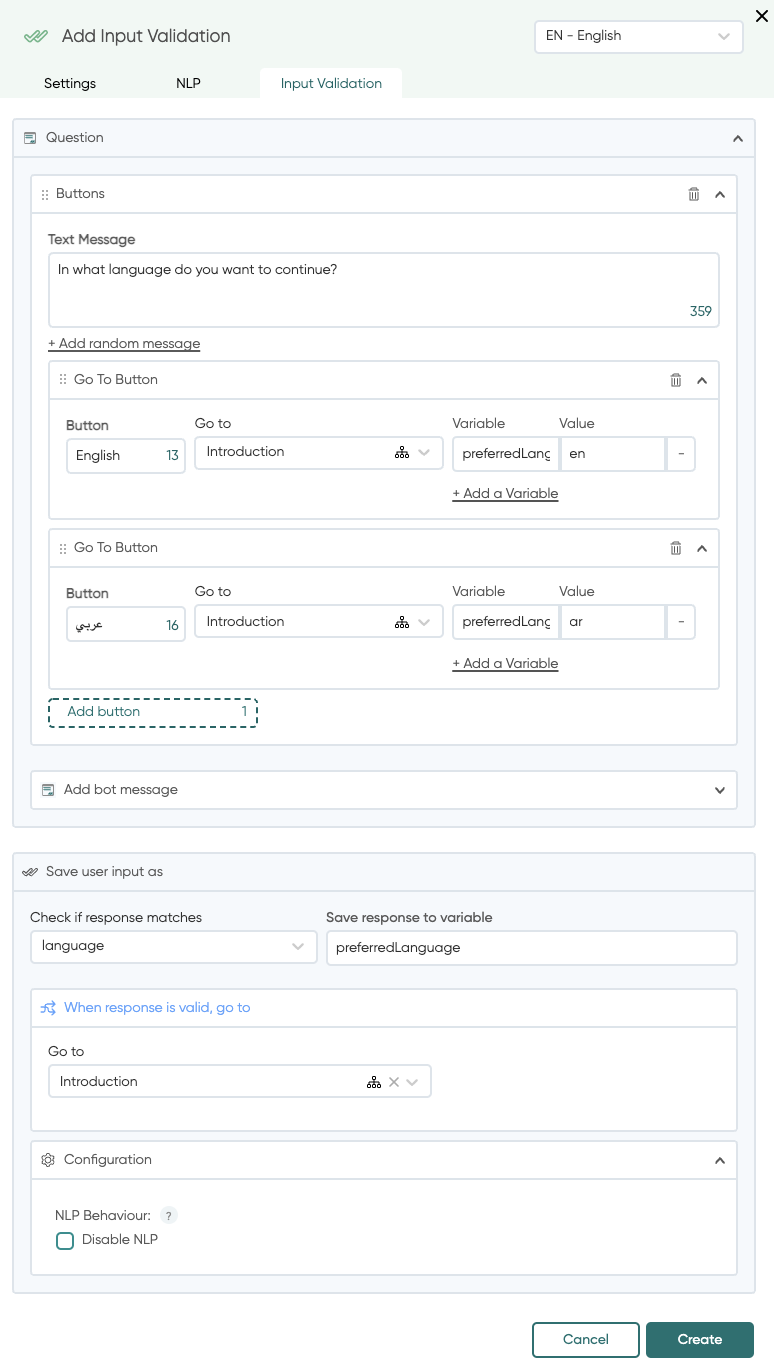 Add Input Validation
EN - English
Settings NLP Input Validation
Question
Buttons
Text Message
In what language do you want to continue?
359
+ Add random message
Go To Button
Button Go to Variable Value
English 13 Introduction preferredLang en -
+ Add a Variable
Go To Button
Button Go to Variable Value
عربي 16 Introduction preferredLang ar -
+ Add a Variable
Add button 1
Add bot message
Save user input as
Check if response matches Save response to variable
language preferredLanguage
When response is valid, go to
Go to
Introduction
Configuration
NLP Behaviour: ?
Disable NLP
Cancel Create